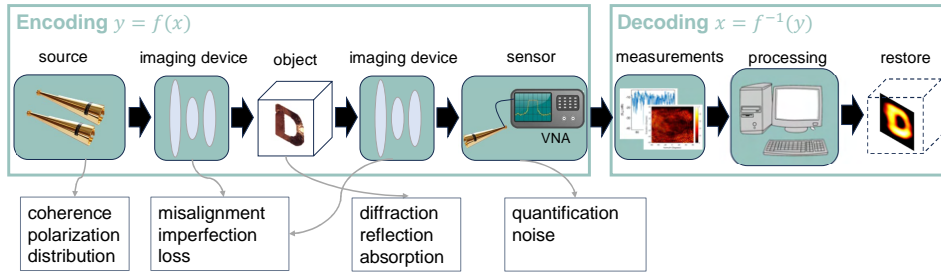 Encoding y = f(x)
Decoding x = f⁻¹(y)
source
imaging device
object
imaging device
sensor
measurements
processing
restore
VNA
coherence
polarization
distribution
misalignment
imperfection
loss
diffraction
reflection
absorption
quantification
noise